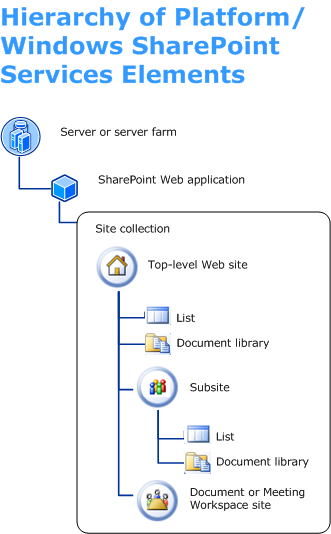 Hierarchy of Platform/
Windows SharePoint
Services Elements
Server or server farm
SharePoint Web application
Site collection
Top-level Web site
List
Document library
Subsite
List
Document library
Document or Meeting
Workspace site